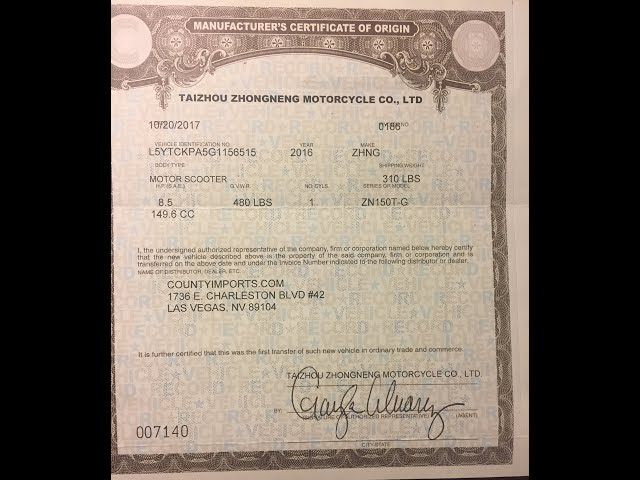 MANUFACTURER'S CERTIFICATE OF ORIGIN
TAIZHOU ZHONGNENG MOTORCYCLE CO., LTD
10/20/2017 0186
VEHICLE IDENTIFICATION NO. YEAR MAKE
L5YTCKPA5G1156515 2016 ZHNG
BODY TYPE SHIPPING WEIGHT
MOTOR SCOOTER 310 LBS
H.P. (S.A.E.) G.V.W.R. NO. CYLS. SERIES OR MODEL
8.5 480 LBS 1 ZN150T-G
149.6 CC
I, the undersigned authorized representative of the company, firm or corporation named below hereby certify
that the new vehicle described above is the property of the said company, firm or corporation and is
transferred on the above date and under the Invoice Number indicated to the following distributor or dealer.
NAME OF DISTRIBUTOR, DEALER, ETC.
COUNTYIMPORTS.COM
1736 E. CHARLESTON BLVD #42
LAS VEGAS, NV 89104
It is further certified that this was the first transfer of such new vehicle in ordinary trade and commerce.
TAIZHOU ZHONGNENG MOTORCYCLE CO., LTD
BY:
(SIGNATURE OF AUTHORIZED REPRESENTATIVE) (AGENT)
007140
CITY-STATE